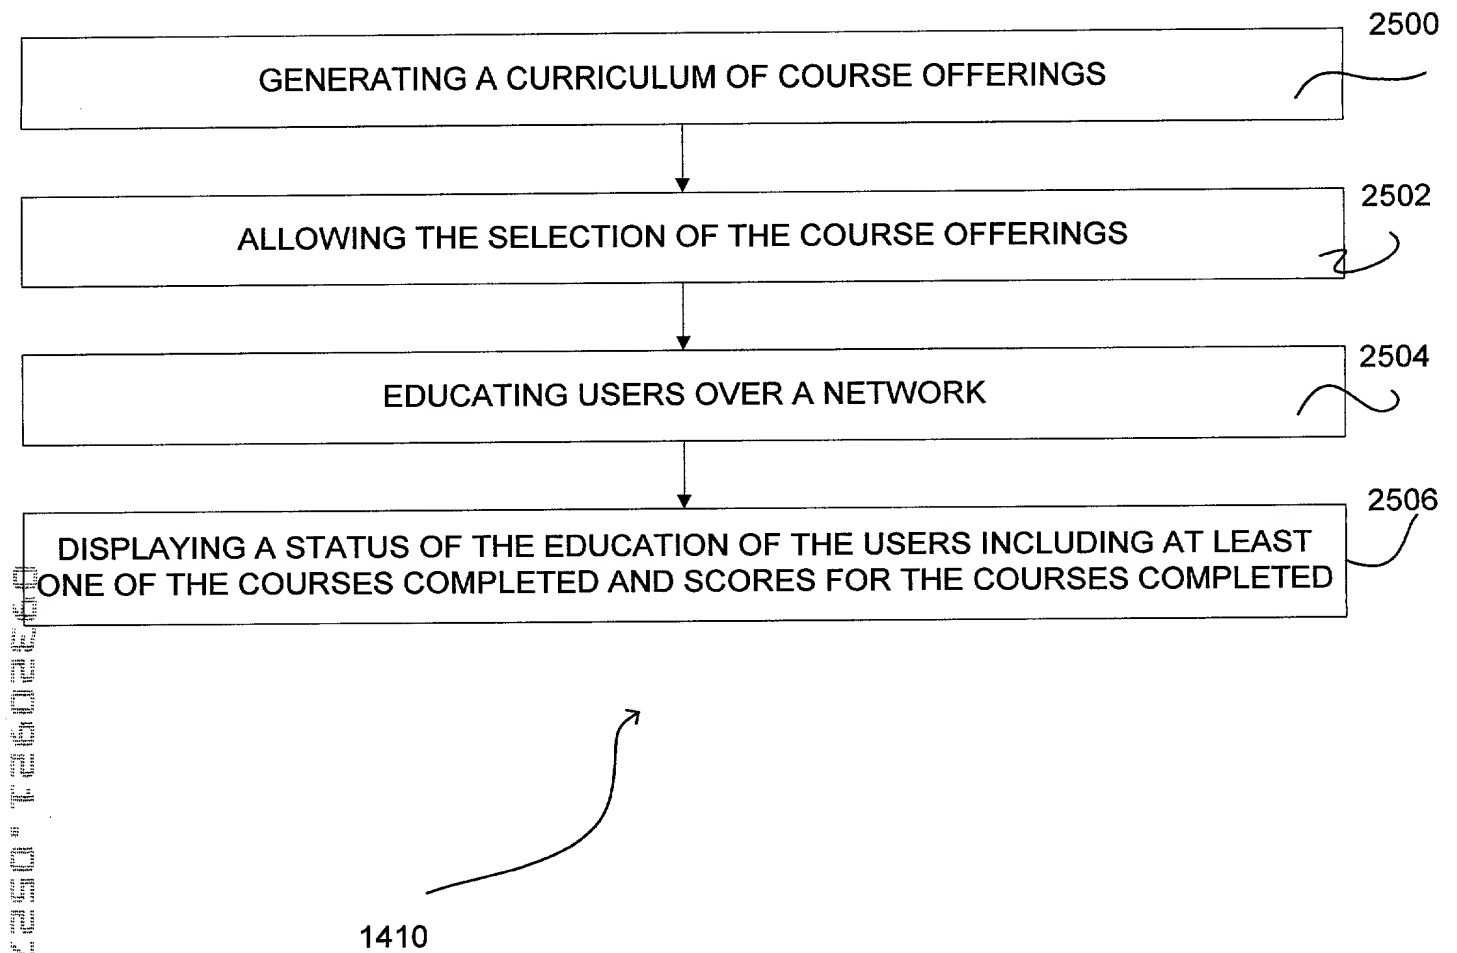 2500
GENERATING A CURRICULUM OF COURSE OFFERINGS
2502
ALLOWING THE SELECTION OF THE COURSE OFFERINGS
2504
EDUCATING USERS OVER A NETWORK
2506
DISPLAYING A STATUS OF THE EDUCATION OF THE USERS INCLUDING AT LEAST
ONE OF THE COURSES COMPLETED AND SCORES FOR THE COURSES COMPLETED
1410